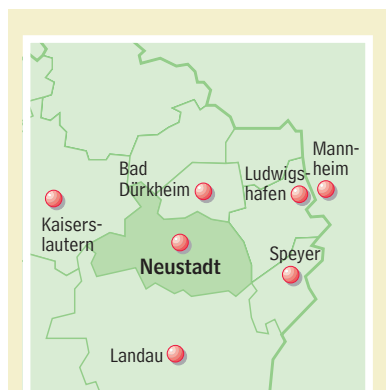 Mann-
heim
Bad
Dürkheim
Ludwigs-
hafen
Kaisers-
lautern
Neustadt
Speyer
Landau